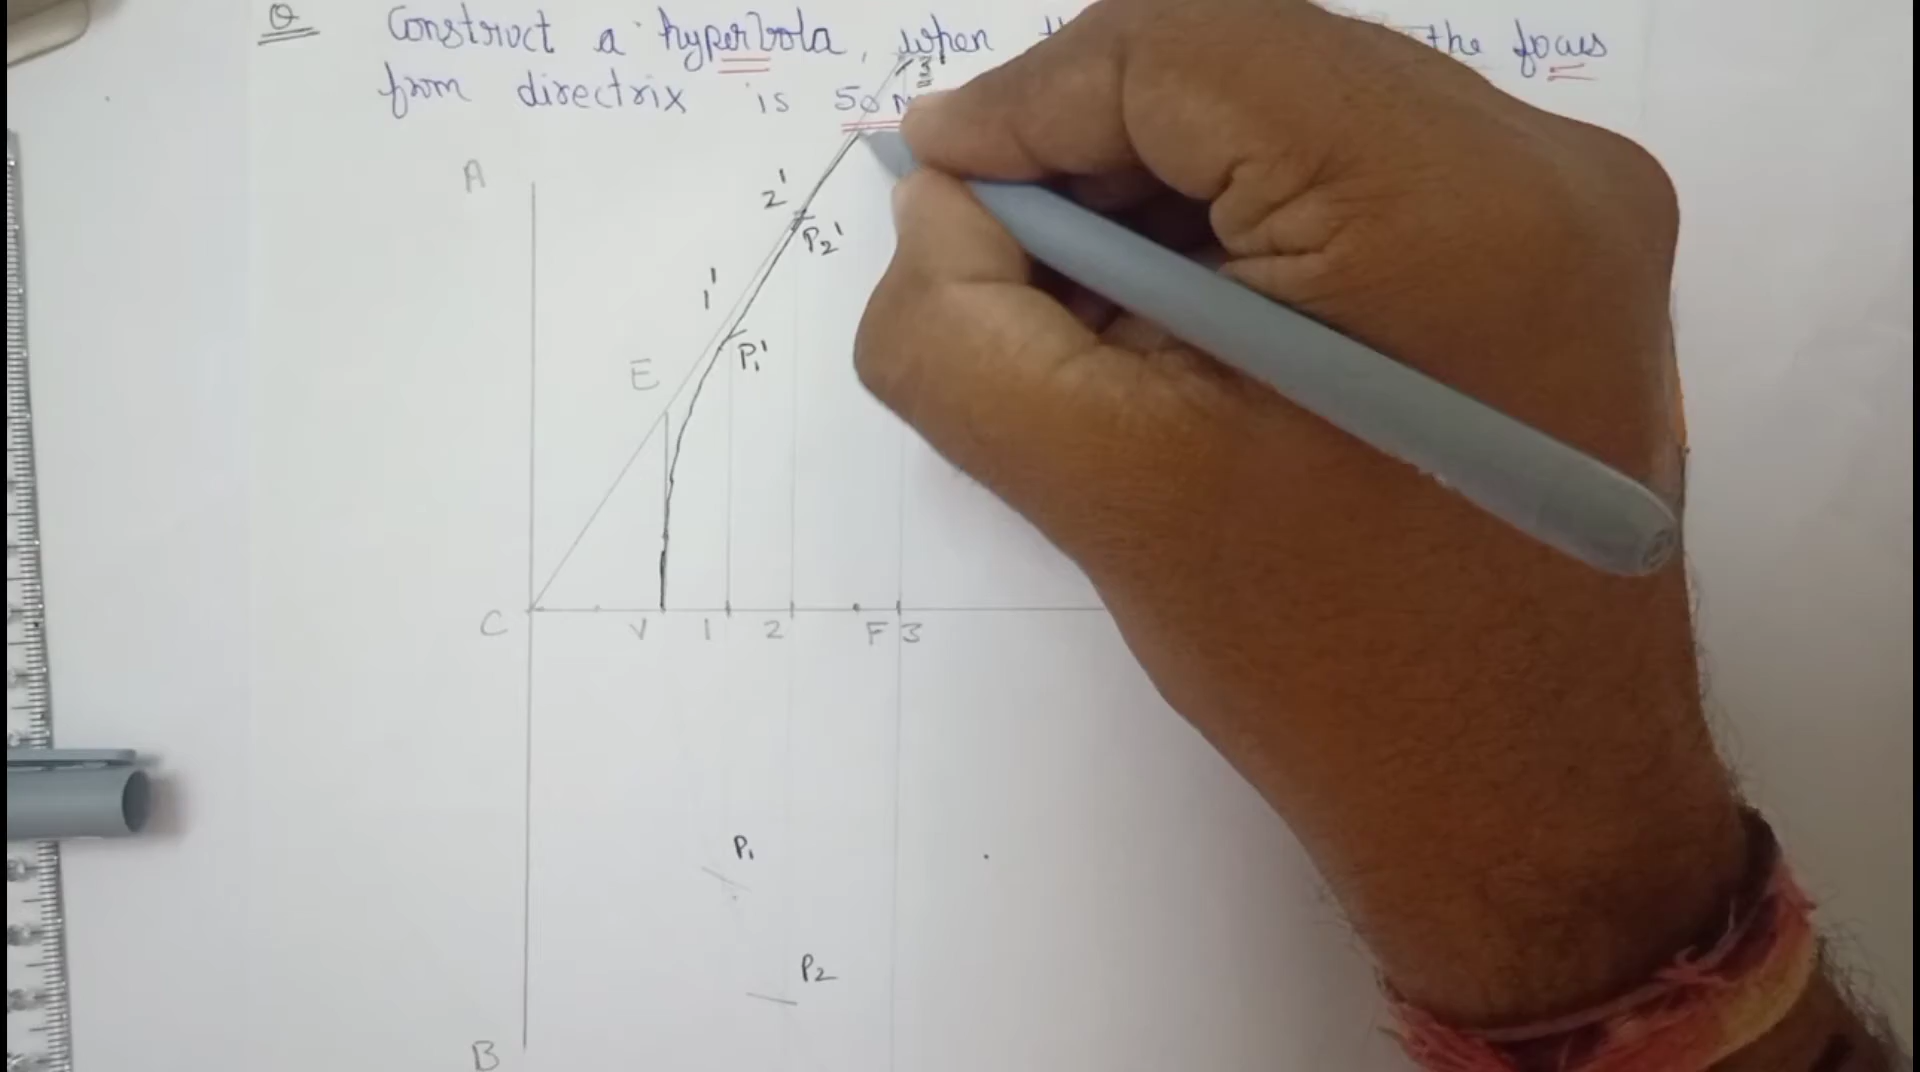 Q Construct a hyperbola, when the focus
from directrix is 50
A
2'
P2'
1'
P1'
E
C V 1 2 F 3
P1
P2
B